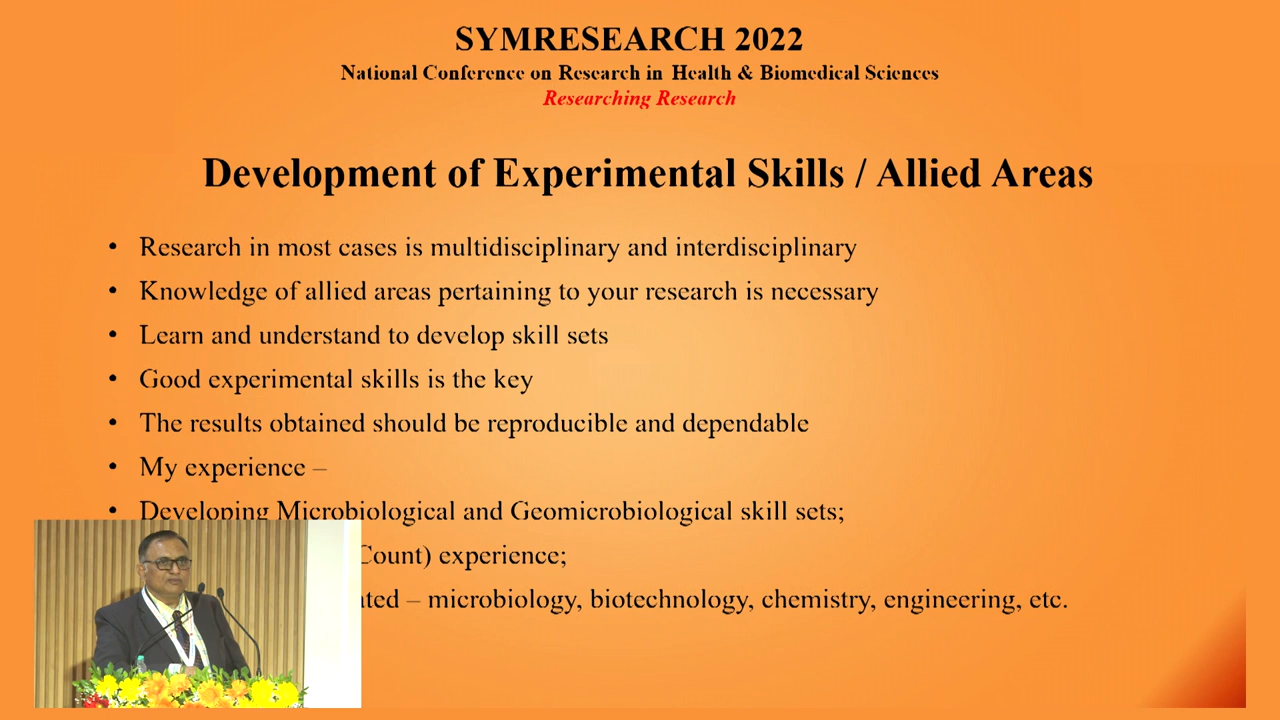 SYMRESEARCH 2022
National Conference on Research in Health & Biomedical Sciences
Researching Research
Development of Experimental Skills / Allied Areas
• Research in most cases is multidisciplinary and interdisciplinary
• Knowledge of allied areas pertaining to your research is necessary
• Learn and understand to develop skill sets
• Good experimental skills is the key
• The results obtained should be reproducible and dependable
• My experience –
• Developing Microbiological and Geomicrobiological skill sets;
Count) experience;
– microbiology, biotechnology, chemistry, engineering, etc.